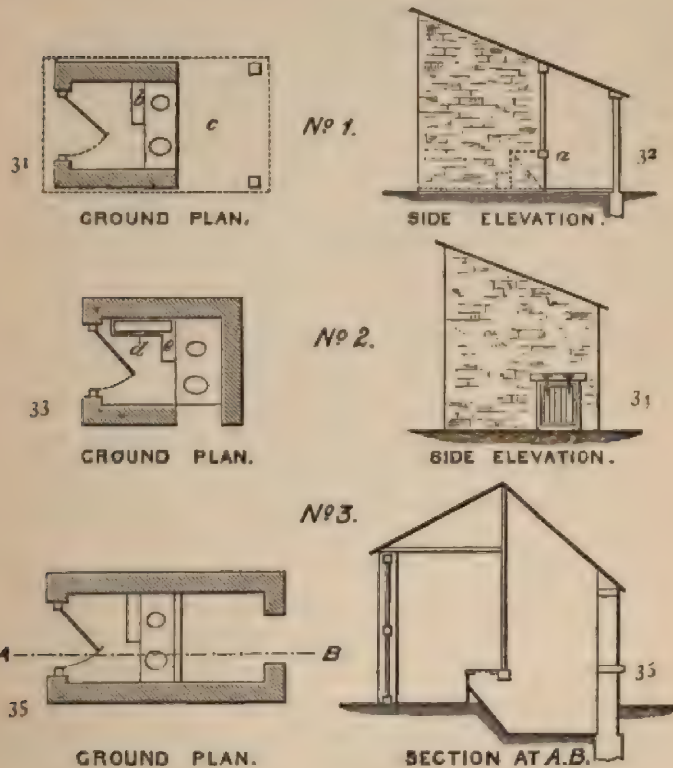 b
c
Nº 1.
a
31
32
GROUND PLAN.
SIDE ELEVATION.
Nº 2.
d
e
33
34
GROUND PLAN.
SIDE ELEVATION.
Nº 3.
A
B
35
GROUND PLAN.
SECTION AT A.B.